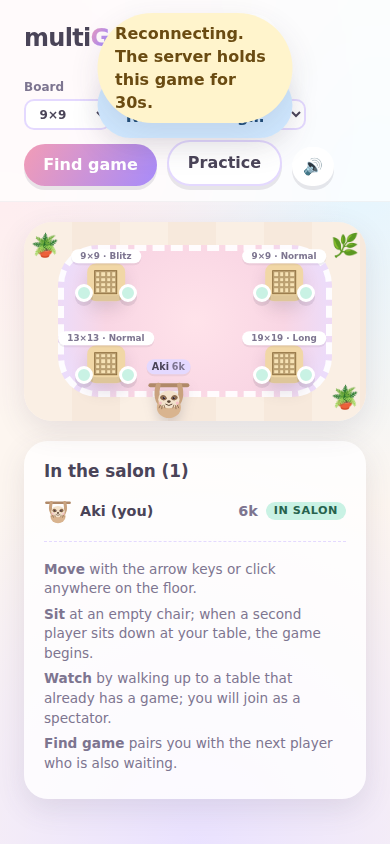 multiG
Reconnecting.
The server holds
this game for
30s.
Board
9×9
Find game
Practice
9×9 · Blitz
9×9 · Normal
13×13 · Normal
19×19 · Long
Aki 6k
In the salon (1)
Aki (you)
6k
IN SALON
Move with the arrow keys or click
anywhere on the floor.
Sit at an empty chair; when a second
player sits down at your table, the game
begins.
Watch by walking up to a table that
already has a game; you will join as a
spectator.
Find game pairs you with the next player
who is also waiting.